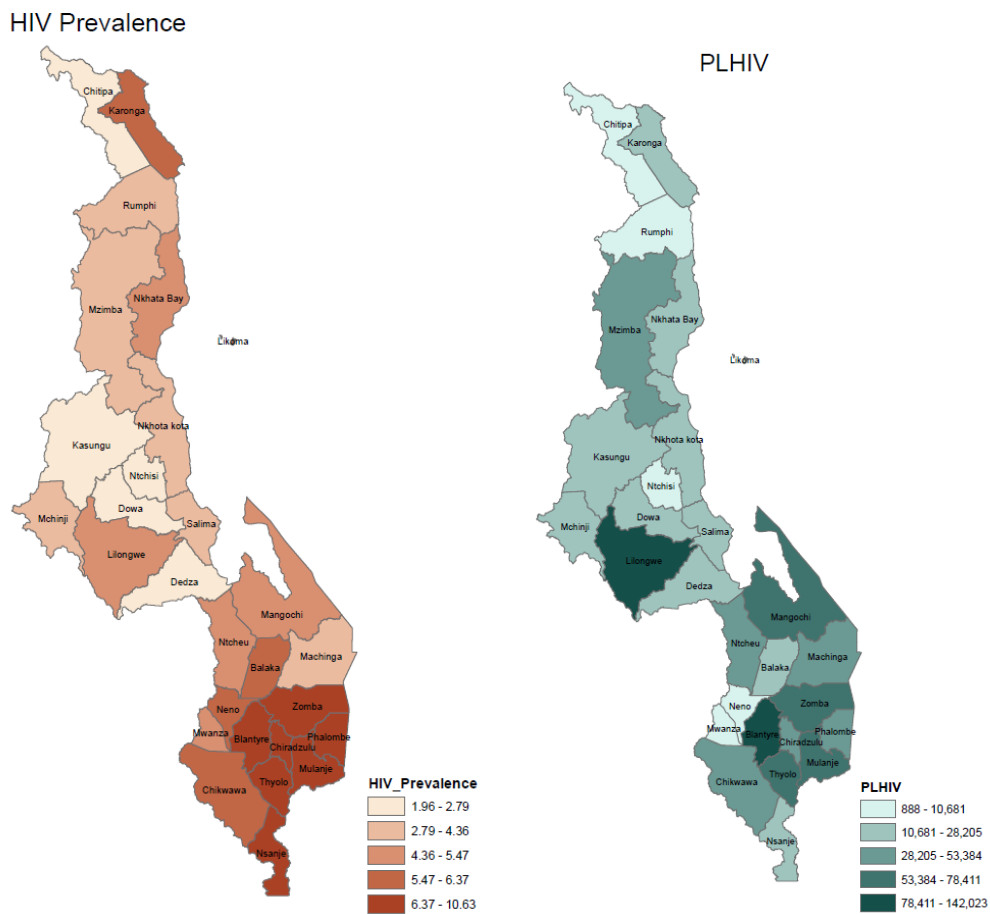 HIV Prevalence
Chitipa
Karonga
Rumphi
Nkhata Bay
Mzimba
Likoma
Nkhota kota
Kasungu
Ntchisi
Dowa
Mchinji
Salima
Lilongwe
Dedza
Mangochi
Ntcheu
Machinga
Balaka
Zomba
Neno
Mwanza
Blantyre
Phalombe
Chiradzulu
Mulanje
Thyolo
Chikwawa
Nsanje
HIV_Prevalence
1.96 - 2.79
2.79 - 4.36
4.36 - 5.47
5.47 - 6.37
6.37 - 10.63
PLHIV
Chitipa
Karonga
Rumphi
Nkhata Bay
Mzimba
Likoma
Nkhota kota
Kasungu
Ntchisi
Dowa
Mchinji
Salima
Lilongwe
Dedza
Mangochi
Ntcheu
Machinga
Balaka
Neno
Zomba
Mwanza
Blantyre
Phalombe
Chiradzulu
Mulanje
Thyolo
Chikwawa
Nsanje
PLHIV
888 - 10,681
10,681 - 28,205
28,205 - 53,384
53,384 - 78,411
78,411 - 142,023